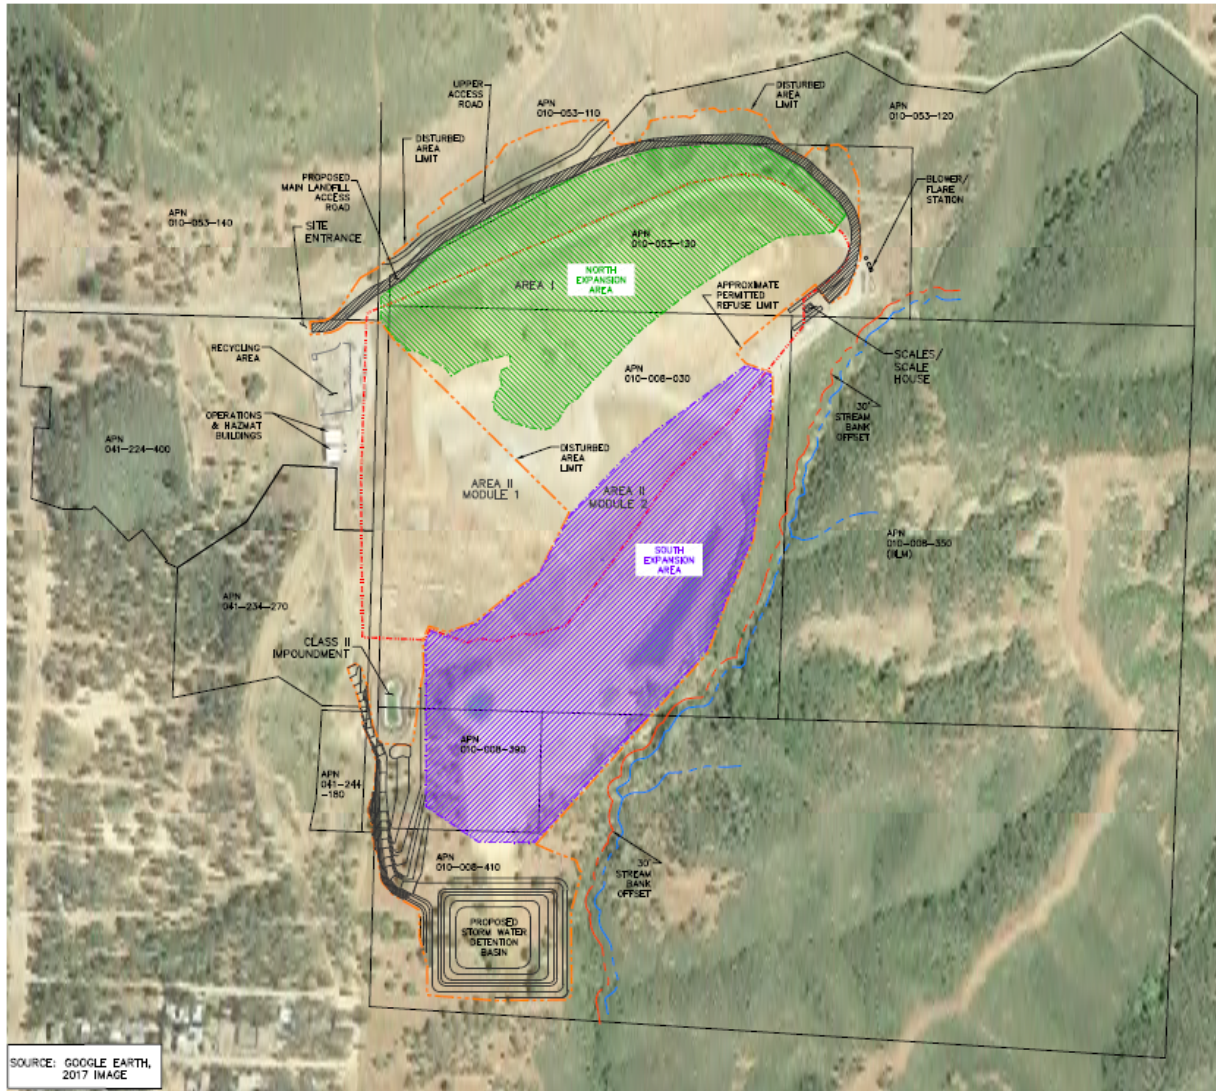 UPPER
ACCESS
ROAD
APN
010-053-110
DISTURBED
AREA
LIMIT
APN
010-053-120
DISTURBED
AREA
LIMIT
PROPOSED
MAIN LANDFILL
ACCESS
ROAD
BLOWER/
FLARE
STATION
APN
010-053-140
SITE
ENTRANCE
APN
010-053-130
NORTH
EXPANSION
AREA
AREA I
APPROXIMATE
PERMITTED
REFUSE LIMIT
RECYCLING
AREA
SCALES/
SCALE
HOUSE
APN
010-008-030
OPERATIONS
& HAZMAT
BUILDINGS
30'
STREAM
BANK
OFFSET
APN
041-224-400
DISTURBED
AREA
LIMIT
AREA II
MODULE 1
AREA II
MODULE 2
APN
010-008-350
(BLM)
SOUTH
EXPANSION
AREA
APN
041-234-270
CLASS II
IMPOUNDMENT
APN
010-008-390
APN
041-244
-180
APN
010-008-410
30'
STREAM
BANK
OFFSET
PROPOSED
STORM WATER
DETENTION
BASIN
SOURCE: GOOGLE EARTH,
2017 IMAGE